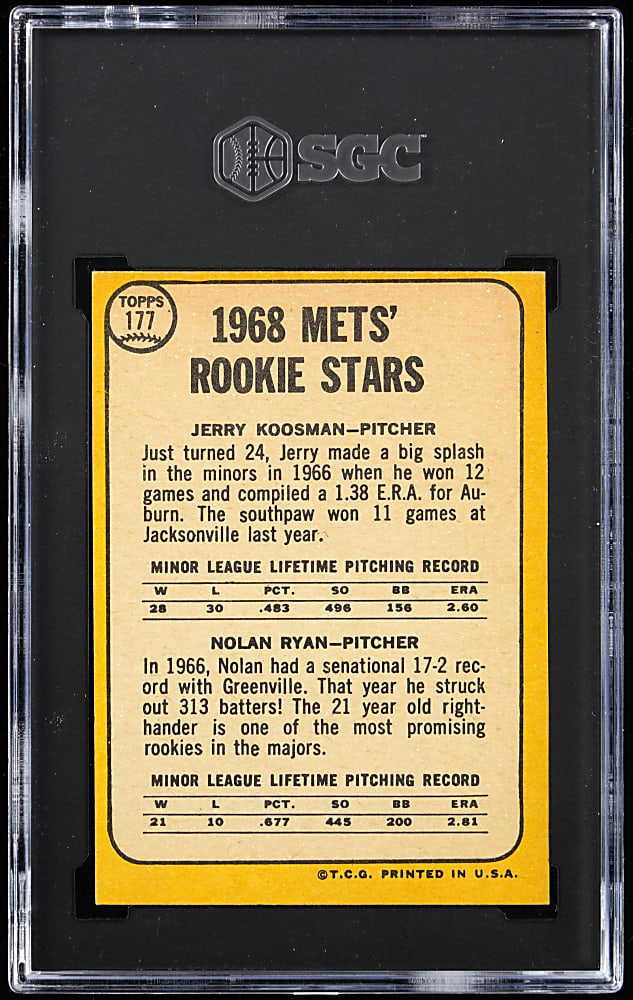 SGC
TOPPS
177
1968 METS'
ROOKIE STARS
JERRY KOOSMAN—PITCHER
Just turned 24, Jerry made a big splash
in the minors in 1966 when he won 12
games and compiled a 1.38 E.R.A. for Au-
burn. The southpaw won 11 games at
Jacksonville last year.
MINOR LEAGUE LIFETIME PITCHING RECORD
W L PCT. SO BB ERA
28 30 .483 496 156 2.60
NOLAN RYAN—PITCHER
In 1966, Nolan had a senational 17-2 rec-
ord with Greenville. That year he struck
out 313 batters! The 21 year old right-
hander is one of the most promising
rookies in the majors.
MINOR LEAGUE LIFETIME PITCHING RECORD
W L PCT. SO BB ERA
21 10 .677 445 200 2.81
©T.C.G. PRINTED IN U.S.A.